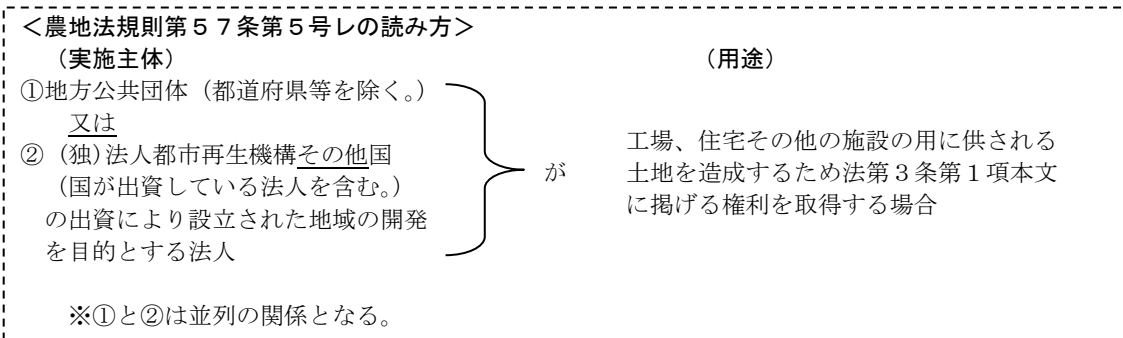 ＜農地法規則第５７条第５号レの読み方＞
（実施主体）
（用途）
①地方公共団体（都道府県等を除く。）
又は
②（独)法人都市再生機構その他国
（国が出資している法人を含む。）
の出資により設立された地域の開発
を目的とする法人
が
工場、住宅その他の施設の用に供される
土地を造成するため法第３条第１項本文
に掲げる権利を取得する場合
※①と②は並列の関係となる。